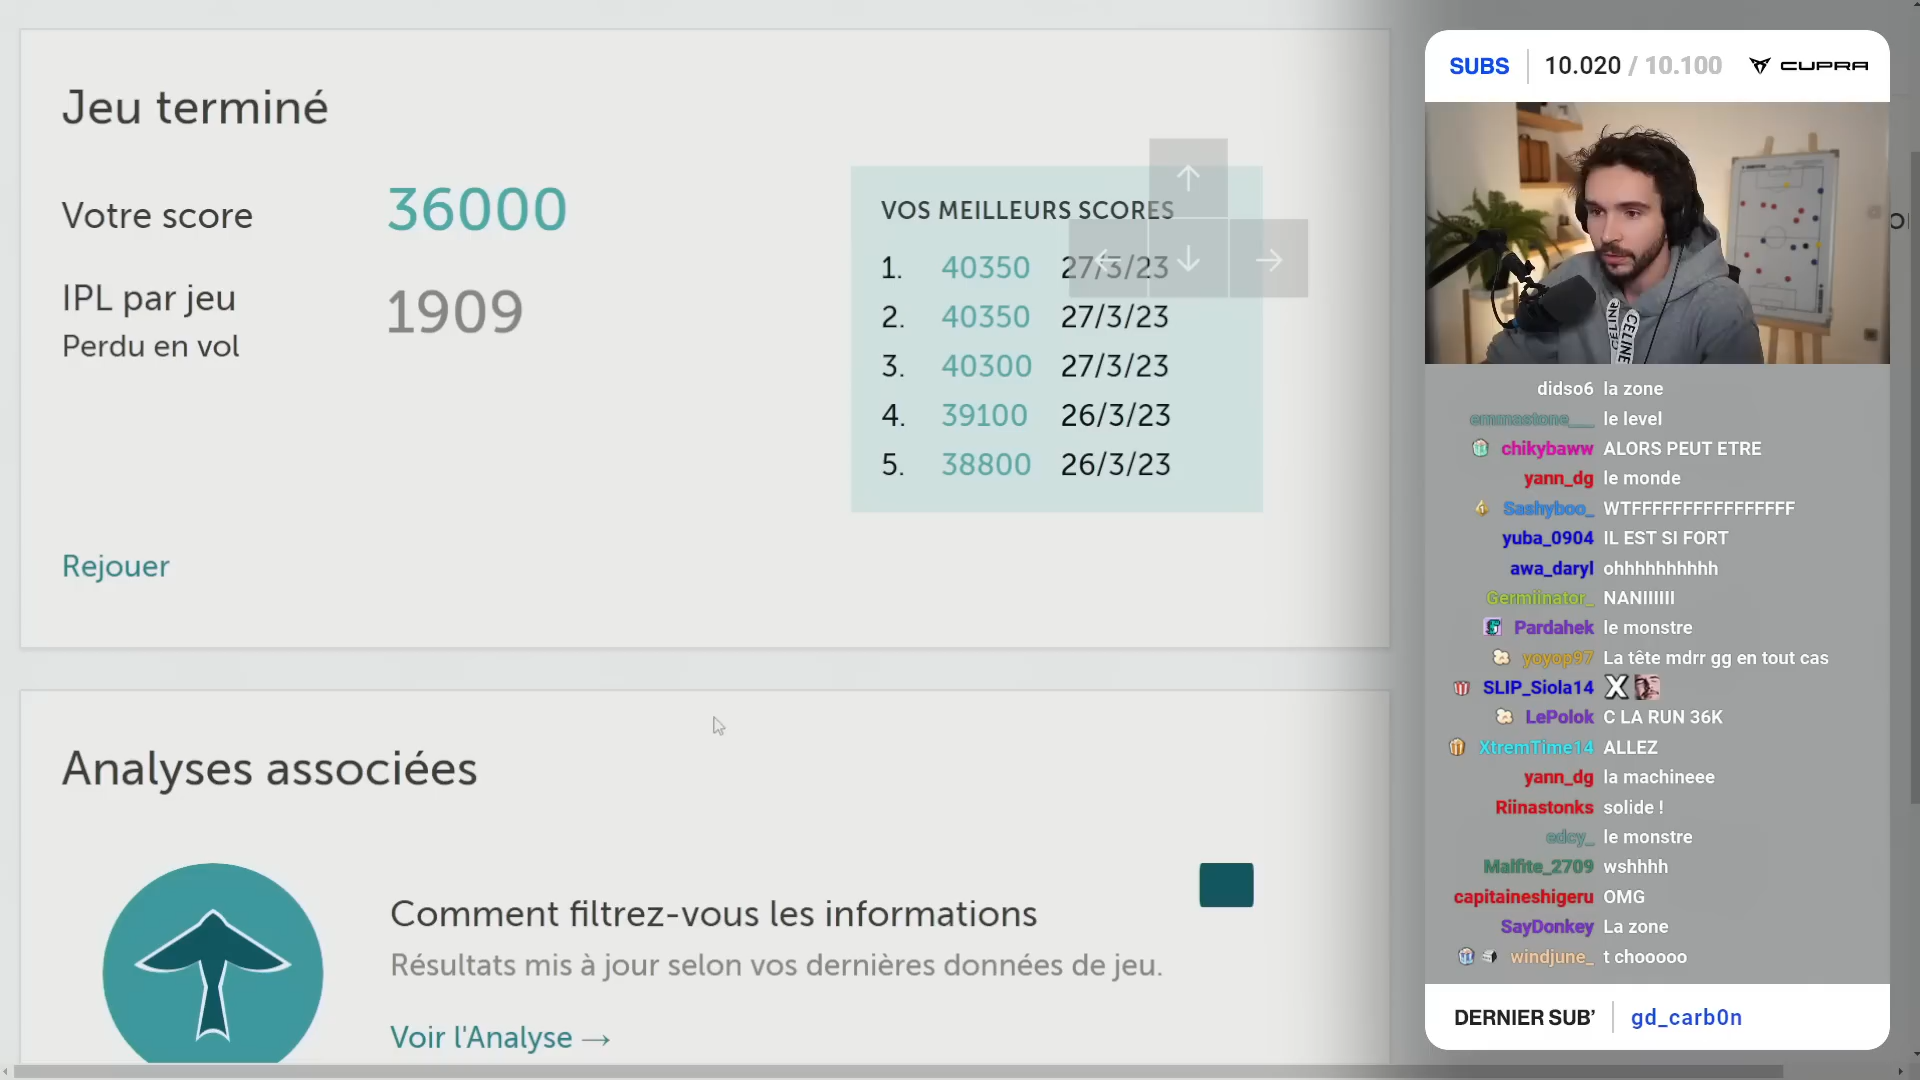 Jeu terminé
Votre score 36000
IPL par jeu 1909
Perdu en vol
VOS MEILLEURS SCORES
1. 40350 27/3/23
2. 40350 27/3/23
3. 40300 27/3/23
4. 39100 26/3/23
5. 38800 26/3/23
Rejouer
Analyses associées
Comment filtrez-vous les informations
Résultats mis à jour selon vos dernières données de jeu.
Voir l'Analyse →
SUBS 10.020 / 10.100 CUPRA
CELINE
CELINE
didso6 la zone
emmastone___ le level
chikybaww ALORS PEUT ETRE
yann_dg le monde
Sashyboo_ WTFFFFFFFFFFFFFFFF
yuba_0904 IL EST SI FORT
awa_daryl ohhhhhhhhhh
Germiinator_ NANIIIIII
Pardahek le monstre
yoyop97 La tête mdrr gg en tout cas
SLIP_Siola14
LePolok C LA RUN 36K
XtremTime14 ALLEZ
yann_dg la machineee
Riinastonks solide !
edcy_ le monstre
Malfite_2709 wshhhh
capitaineshigeru OMG
SayDonkey La zone
windjune_ t chooooo
DERNIER SUB' gd_carb0n